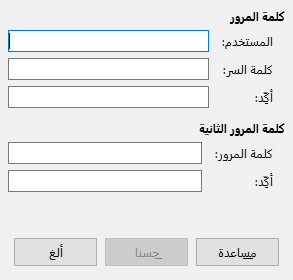 كلمة المرور
المستخدم:
كلمة السر:
أكِّد:
كلمة المرور الثانية
كلمة المرور:
أكِّد:
مساعدة حسنا ألغ